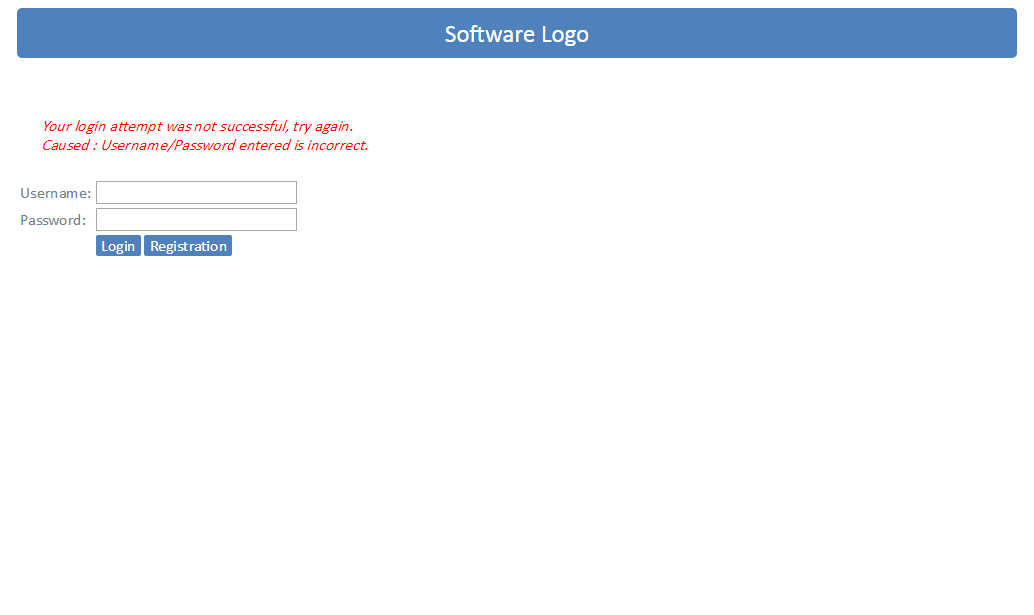 Software Logo
Your login attempt was not successful, try again.
Caused : Username/Password entered is incorrect.
Username:
Password:
Login Registration